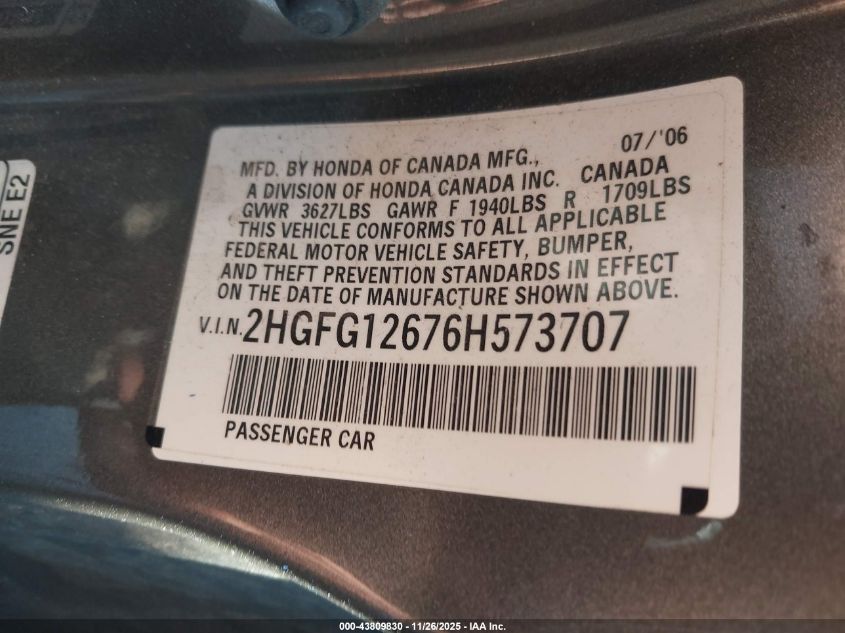 07/'06
MFD. BY HONDA OF CANADA MFG.,
A DIVISION OF HONDA CANADA INC. CANADA
GVWR 3627LBS GAWR F 1940LBS R 1709LBS
THIS VEHICLE CONFORMS TO ALL APPLICABLE
FEDERAL MOTOR VEHICLE SAFETY, BUMPER,
AND THEFT PREVENTION STANDARDS IN EFFECT
ON THE DATE OF MANUFACTURE SHOWN ABOVE.
V.I.N. 2HGFG12676H573707
PASSENGER CAR
SNE E2
000-43809830 - 11/26/2025 - IAA Inc.